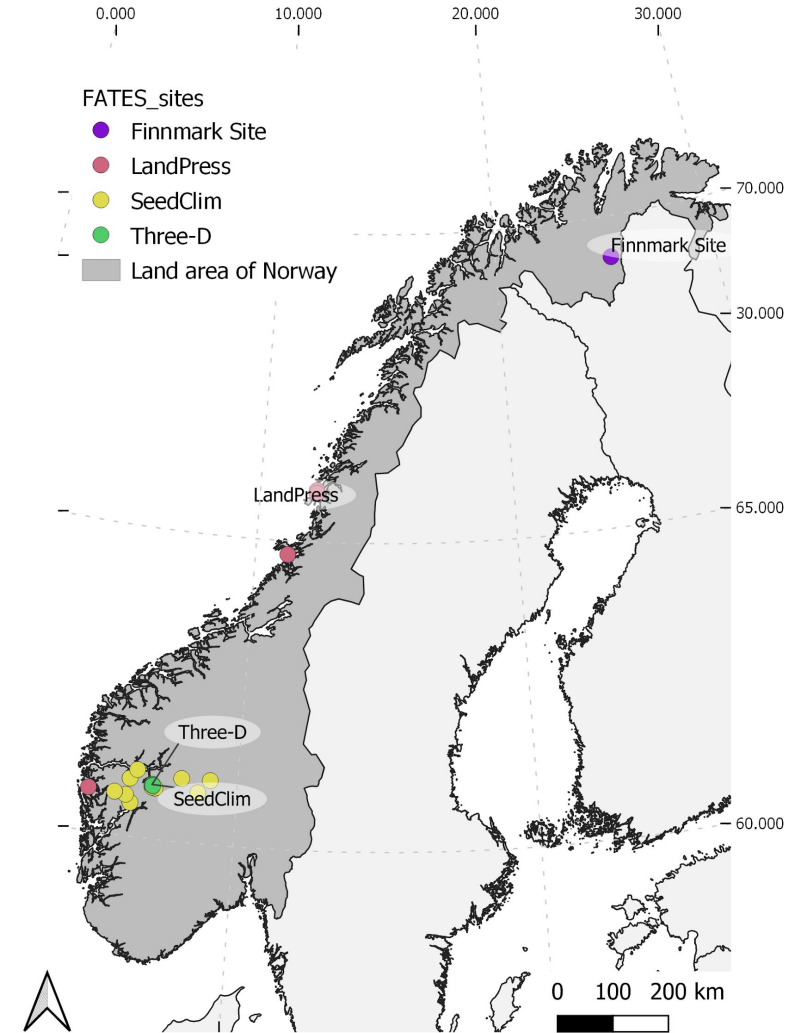 0.000 10.000 20.000 30.000
FATES_sites
Finnmark Site
LandPress
SeedClim
Three-D
Land area of Norway
70.000
Finnmark Site
30.000
LandPress
65.000
Three-D
SeedClim
60.000
0 100 200 km